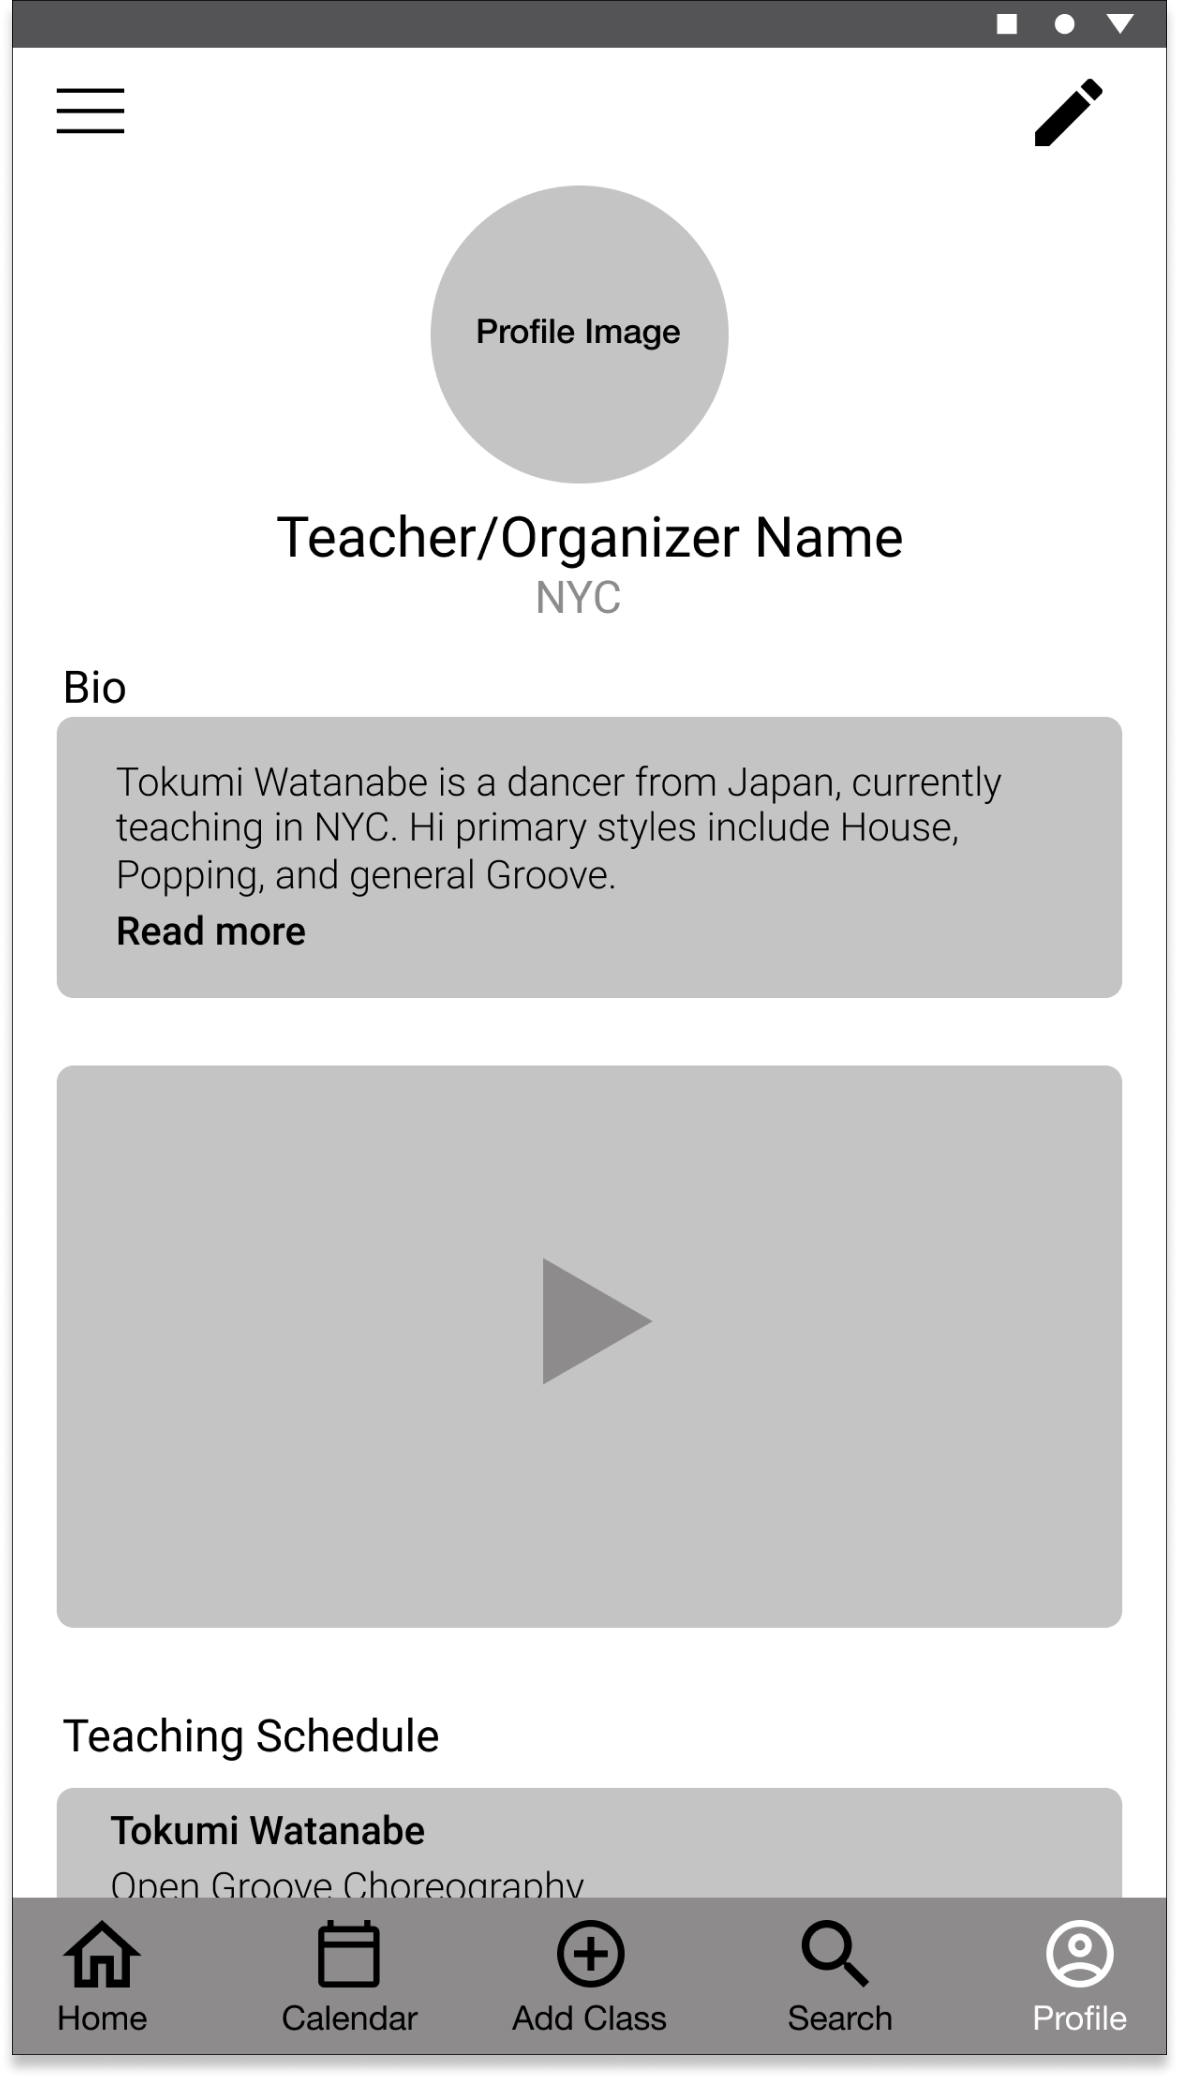 Profile Image
Teacher/Organizer Name
NYC
Bio
Tokumi Watanabe is a dancer from Japan, currently
teaching in NYC. Hi primary styles include House,
Popping, and general Groove.
Read more
Teaching Schedule
Tokumi Watanabe
Open Groove Choreography
Home
Calendar
Add Class
Search
Profile